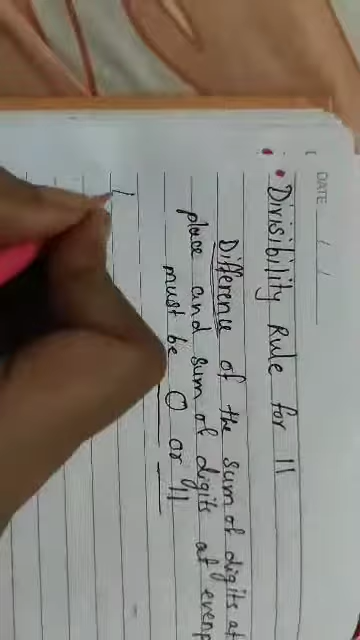 DATE / /
• Divisibility Rule for 11
Difference of the sum of digits at
place and sum of digits at even
must be 0 or 11